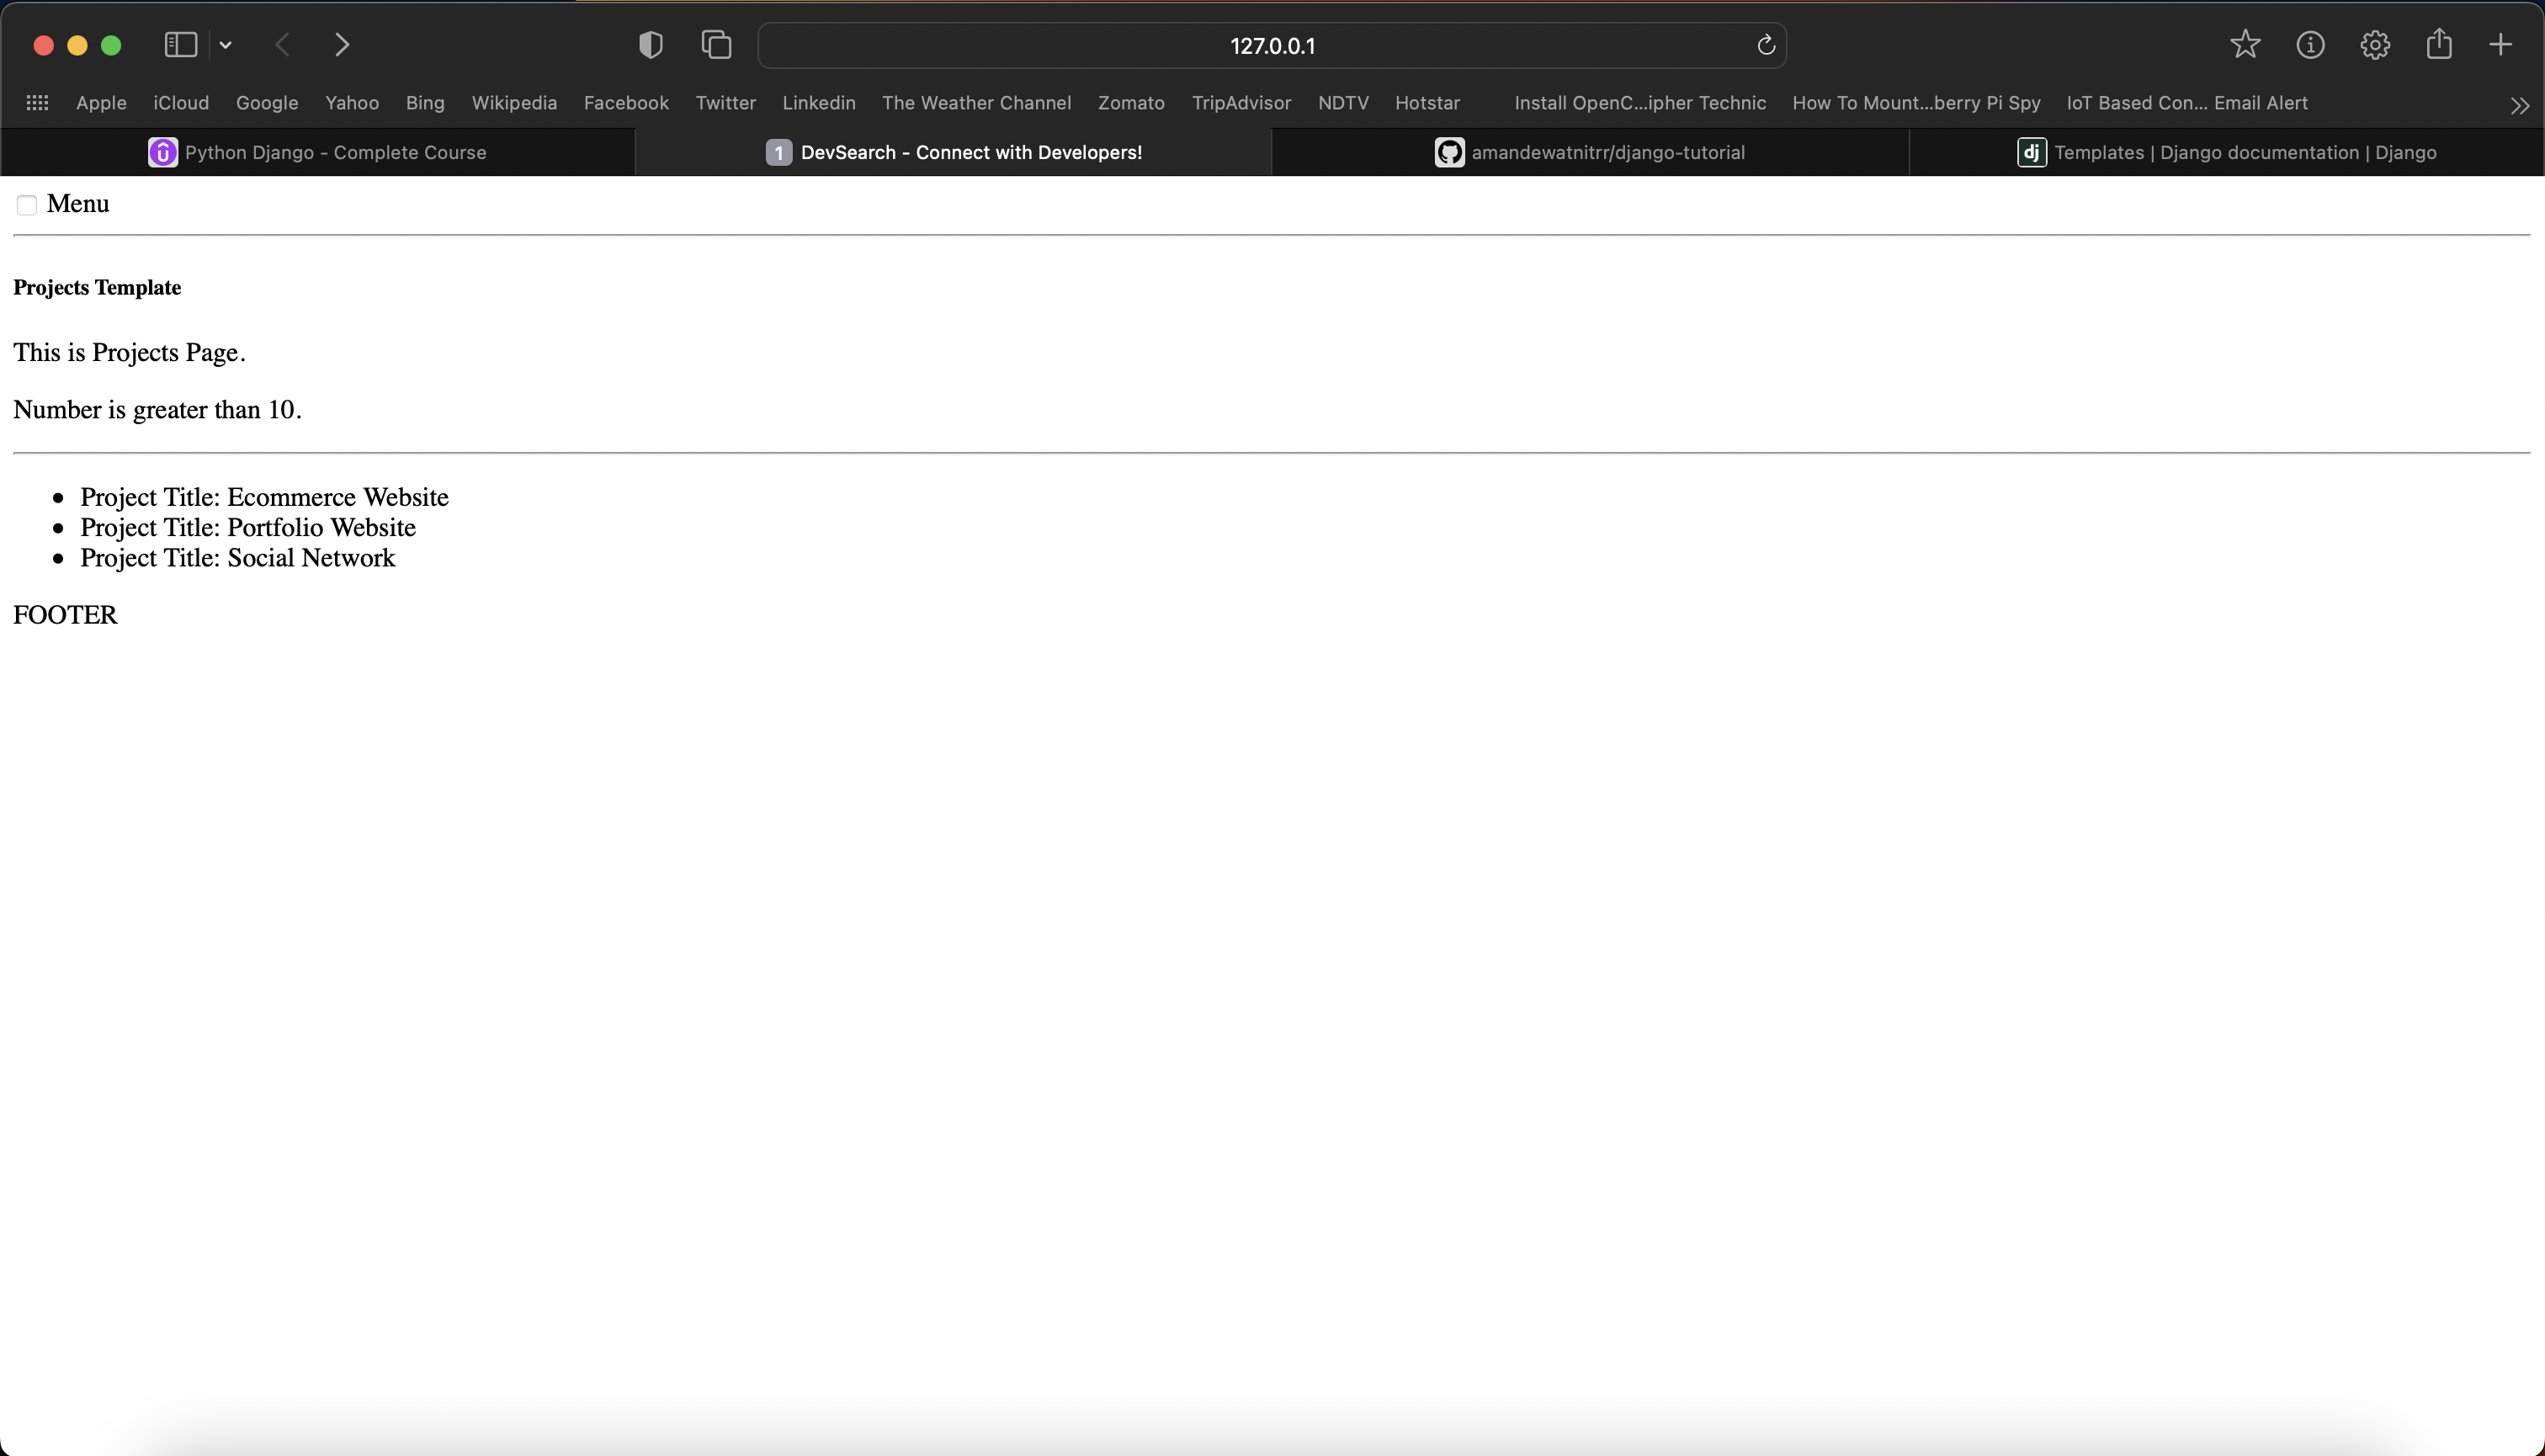 127.0.0.1
Apple iCloud Google Yahoo Bing Wikipedia Facebook Twitter Linkedin The Weather Channel Zomato TripAdvisor NDTV Hotstar Install OpenC...ipher Technic How To Mount...berry Pi Spy IoT Based Con... Email Alert
Python Django - Complete Course 1 DevSearch - Connect with Developers! amandewatnitrr/django-tutorial dj Templates | Django documentation | Django
Menu
Projects Template
This is Projects Page.
Number is greater than 10.
Project Title: Ecommerce Website
Project Title: Portfolio Website
Project Title: Social Network
FOOTER